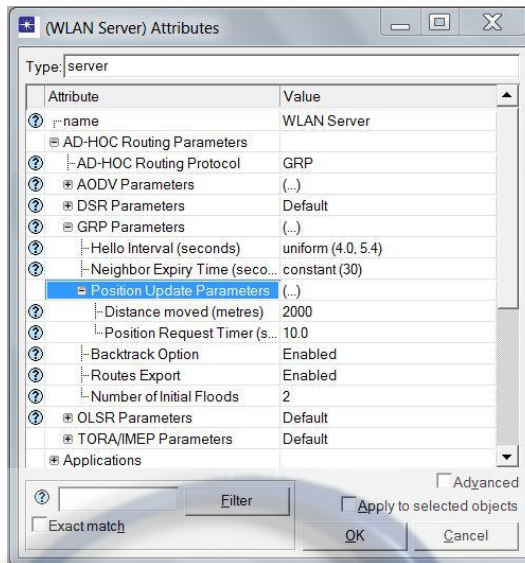 (WLAN Server) Attributes
Type: server
Attribute Value
name WLAN Server
AD-HOC Routing Parameters
AD-HOC Routing Protocol GRP
AODV Parameters (...)
DSR Parameters Default
GRP Parameters (...)
Hello Interval (seconds) uniform (4.0, 5.4)
Neighbor Expiry Time (seco... constant (30)
Position Update Parameters (...)
Distance moved (metres) 2000
Position Request Timer (s... 10.0
Backtrack Option Enabled
Routes Export Enabled
Number of Initial Floods 2
OLSR Parameters Default
TORA/IMEP Parameters Default
Applications
Advanced
Filter
Apply to selected objects
Exact match
OK Cancel